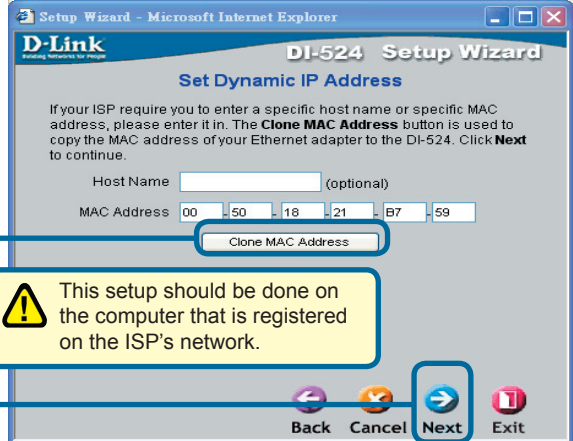 Setup Wizard - Microsoft Internet Explorer
D-Link
Building Networks for People
DI-524 Setup Wizard
Set Dynamic IP Address
If your ISP require you to enter a specific host name or specific MAC
address, please enter it in. The Clone MAC Address button is used to
copy the MAC address of your Ethernet adapter to the DI-524. Click Next
to continue.
Host Name (optional)
MAC Address 00 - 50 - 18 - 21 - B7 - 59
Clone MAC Address
This setup should be done on
the computer that is registered
on the ISP’s network.
Back Cancel Next Exit